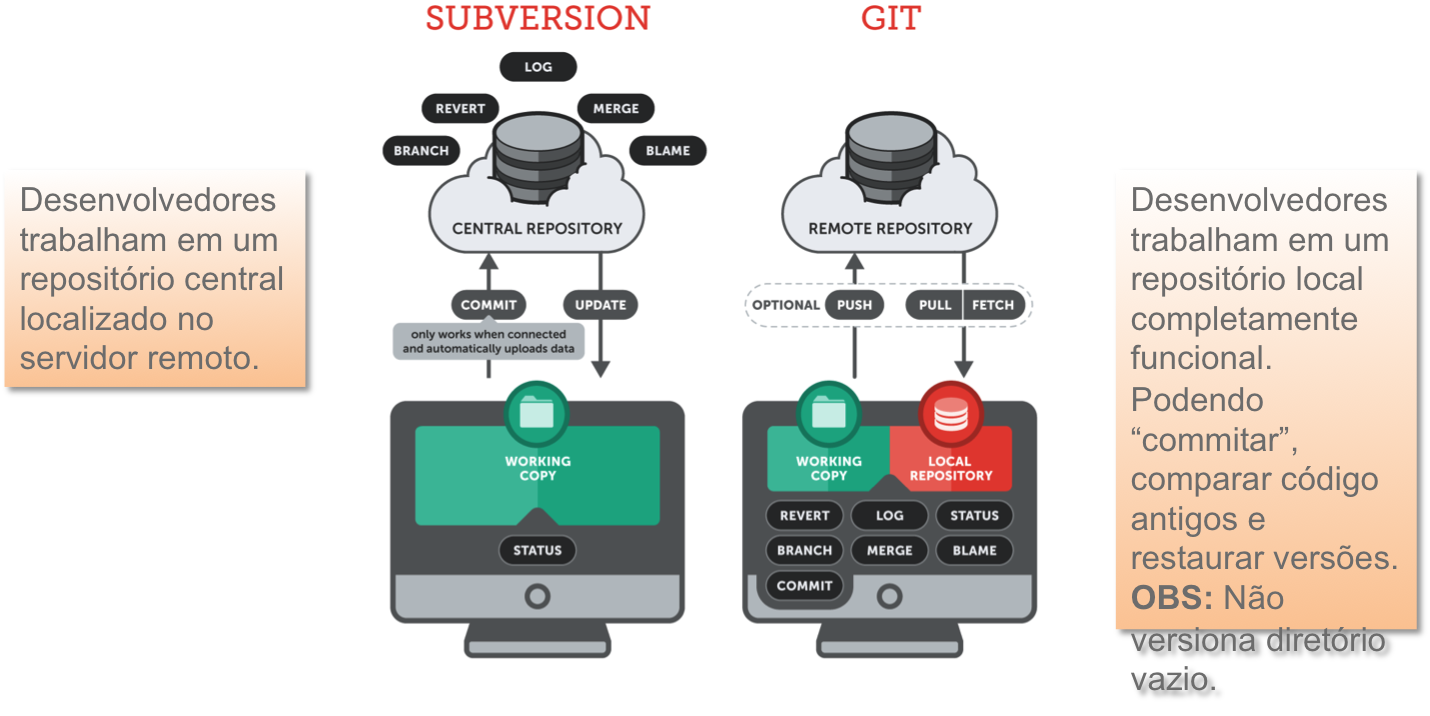 SUBVERSION
LOG
REVERT
MERGE
BRANCH
BLAME
CENTRAL REPOSITORY
COMMIT
UPDATE
only works when connected
and automatically uploads data
WORKING
COPY
STATUS
GIT
REMOTE REPOSITORY
OPTIONAL
PUSH
PULL
FETCH
WORKING
COPY
LOCAL
REPOSITORY
REVERT
LOG
STATUS
BRANCH
MERGE
BLAME
COMMIT
Desenvolvedores
trabalham em um
repositório central
localizado no
servidor remoto.
Desenvolvedores
trabalham em um
repositório local
completamente
funcional.
Podendo
“commitar”,
comparar código
antigos e
restaurar versões.
OBS: Não
versiona diretório
vazio.